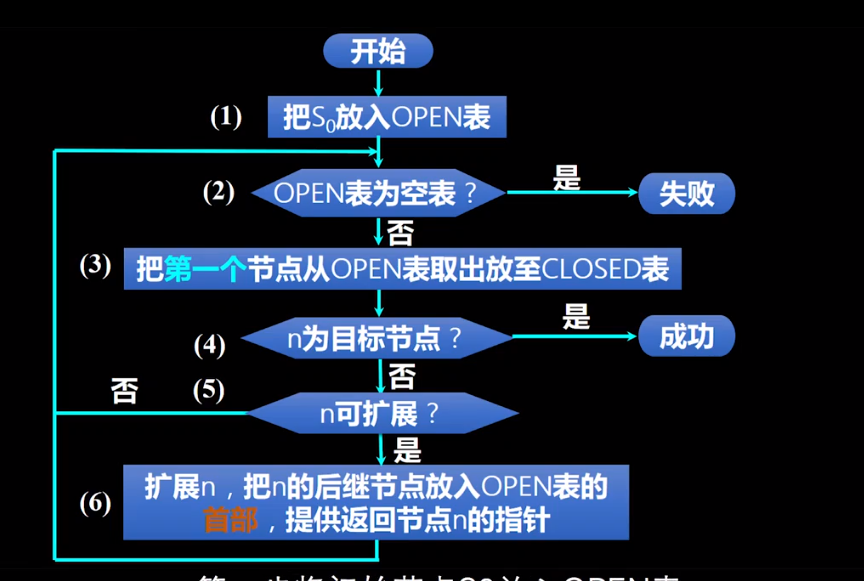 开始
(1)
把S₀放入OPEN表
(2)
OPEN表为空表？
是
失败
否
(3)
把第一个节点从OPEN表取出放至CLOSED表
(4)
n为目标节点？
是
成功
否
(5)
否
n可扩展？
是
(6)
扩展n，把n的后继节点放入OPEN表的
首部，提供返回节点n的指针